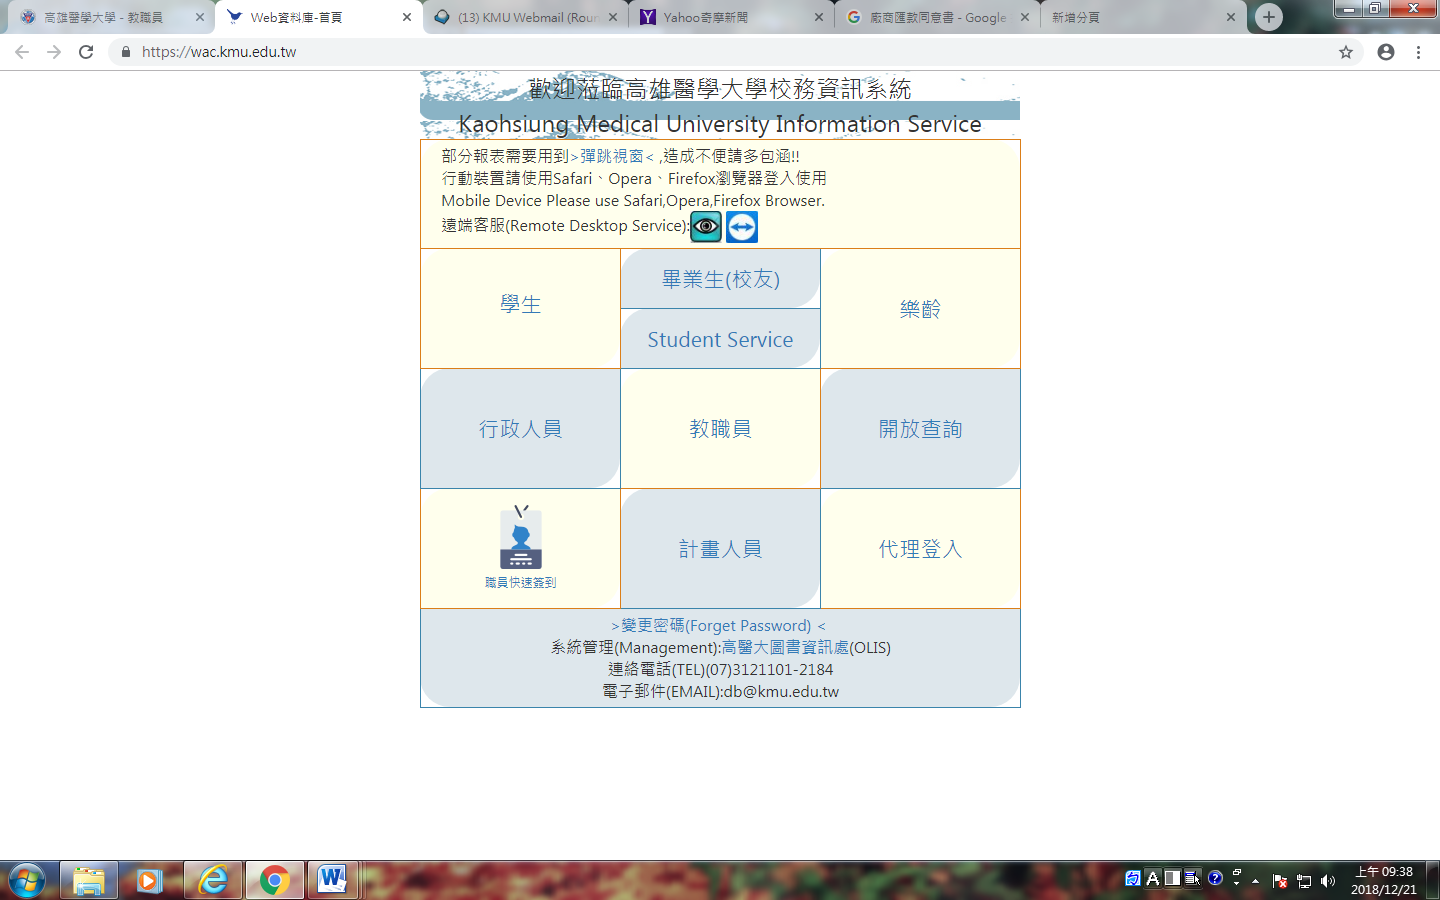 高雄醫學大學 - 教職員
Web資料庫-首頁
(13) KMU Webmail (Roun
Yahoo奇摩新聞
廠商匯款同意書 - Google
新增分頁
https://wac.kmu.edu.tw
歡迎蒞臨高雄醫學大學校務資訊系統
Kaohsiung Medical University Information Service
部分報表需要用到>彈跳視窗< ,造成不便請多包涵!!
行動裝置請使用Safari、Opera、Firefox瀏覽器登入使用
Mobile Device Please use Safari,Opera,Firefox Browser.
遠端客服(Remote Desktop Service):
學生
畢業生(校友)
Student Service
樂齡
行政人員
教職員
開放查詢
職員快速簽到
計畫人員
代理登入
>變更密碼(Forget Password) <
系統管理(Management):高醫大圖書資訊處(OLIS)
連絡電話(TEL)(07)3121101-2184
電子郵件(EMAIL):db@kmu.edu.tw
上午 09:38
2018/12/21